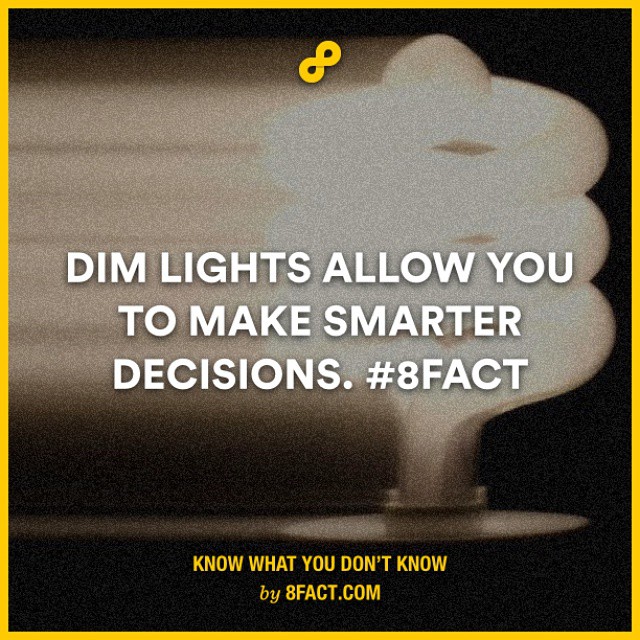 DIM LIGHTS ALLOW YOU
TO MAKE SMARTER
DECISIONS. #8FACT
KNOW WHAT YOU DON'T KNOW
by 8FACT.COM